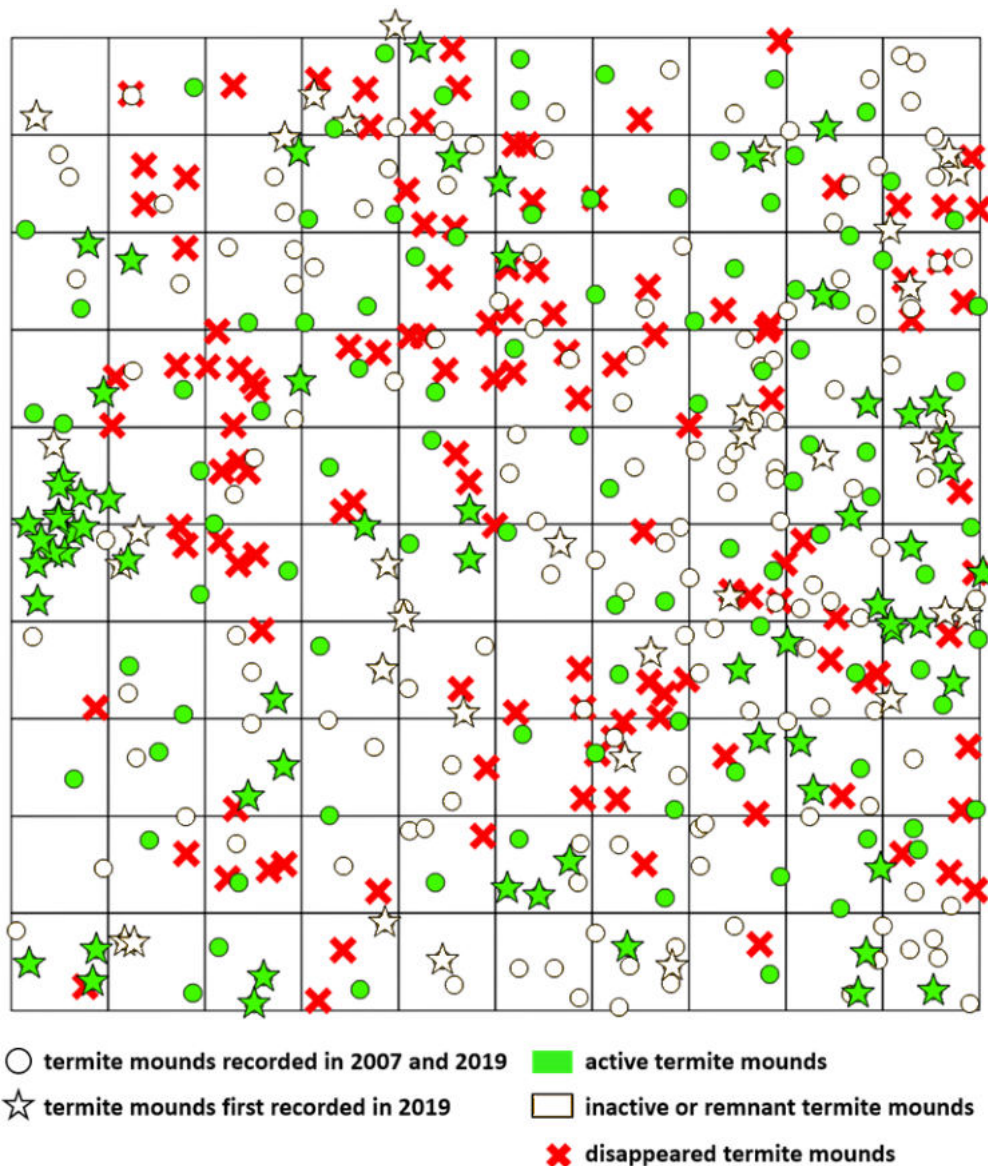 termite mounds recorded in 2007 and 2019
active termite mounds
termite mounds first recorded in 2019
inactive or remnant termite mounds
disappeared termite mounds